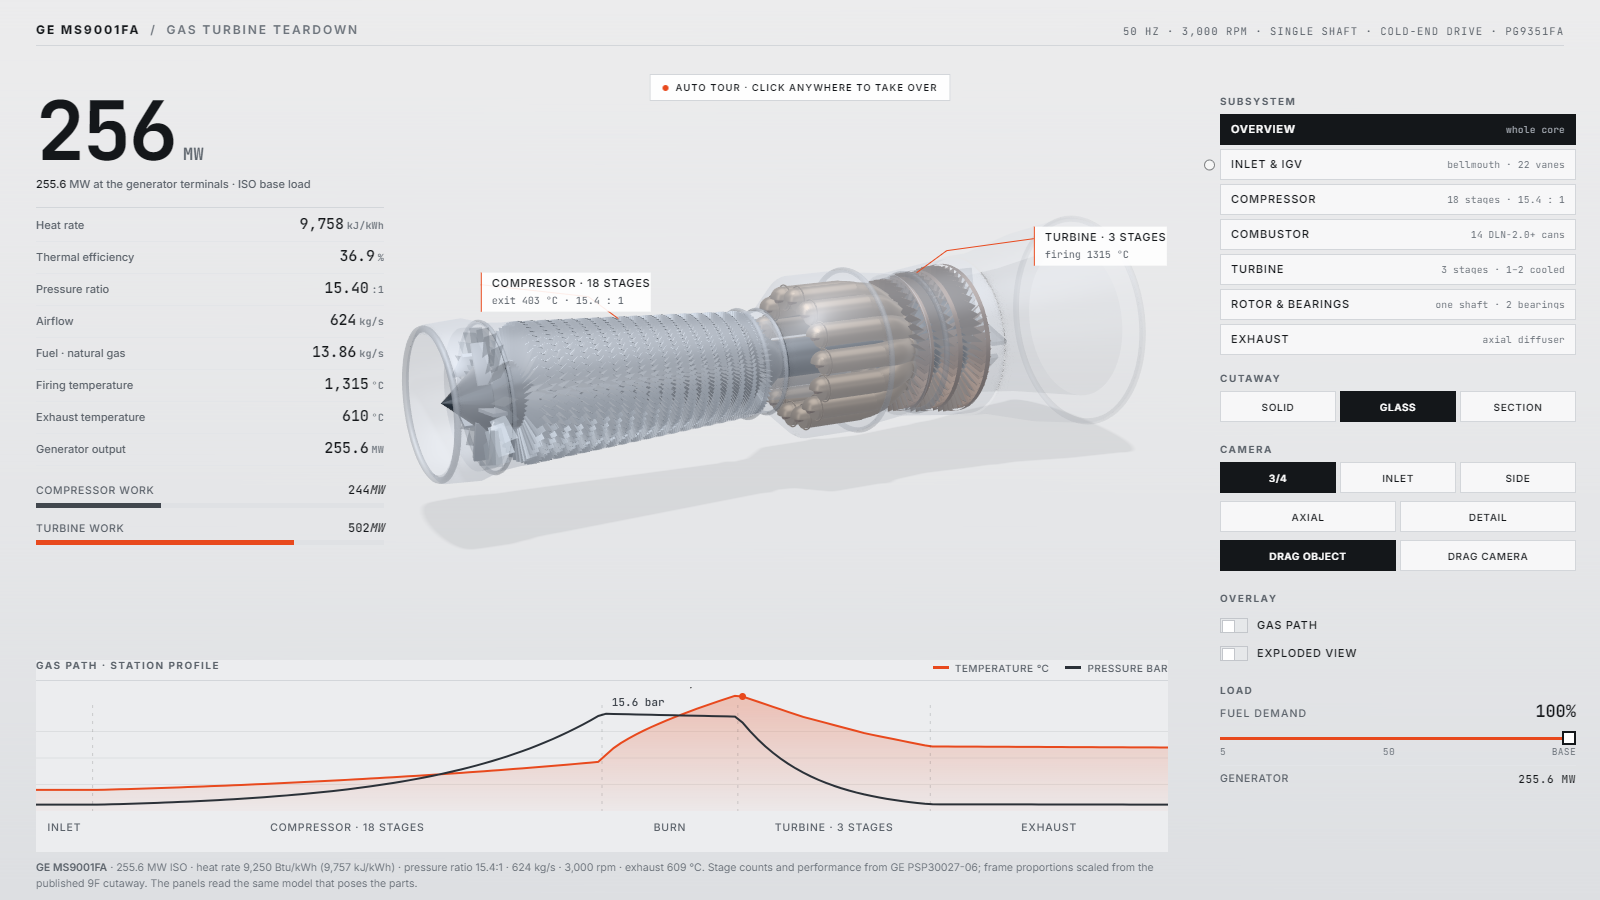 GE MS9001FA / GAS TURBINE TEARDOWN
50 HZ · 3,000 RPM · SINGLE SHAFT · COLD-END DRIVE · PG9351FA
AUTO TOUR · CLICK ANYWHERE TO TAKE OVER
256 MW
255.6 MW at the generator terminals · ISO base load
Heat rate 9,758 kJ/kWh
Thermal efficiency 36.9 %
Pressure ratio 15.40 :1
Airflow 624 kg/s
Fuel · natural gas 13.86 kg/s
Firing temperature 1,315 °C
Exhaust temperature 610 °C
Generator output 255.6 MW
COMPRESSOR WORK 244MW
TURBINE WORK 502MW
COMPRESSOR · 18 STAGES
exit 403 °C · 15.4 : 1
TURBINE · 3 STAGES
firing 1315 °C
SUBSYSTEM
OVERVIEW whole core
INLET & IGV bellmouth · 22 vanes
COMPRESSOR 18 stages · 15.4 : 1
COMBUSTOR 14 DLN-2.0+ cans
TURBINE 3 stages · 1-2 cooled
ROTOR & BEARINGS one shaft · 2 bearings
EXHAUST axial diffuser
CUTAWAY
SOLID GLASS SECTION
CAMERA
3/4 INLET SIDE
AXIAL DETAIL
DRAG OBJECT DRAG CAMERA
OVERLAY
GAS PATH
EXPLODED VIEW
LOAD
FUEL DEMAND 100%
5 50 BASE
GENERATOR 255.6 MW
GAS PATH · STATION PROFILE
TEMPERATURE °C PRESSURE BAR
15.6 bar
INLET COMPRESSOR · 18 STAGES BURN TURBINE · 3 STAGES EXHAUST
GE MS9001FA · 255.6 MW ISO · heat rate 9,250 Btu/kWh (9,757 kJ/kWh) · pressure ratio 15.4:1 · 624 kg/s · 3,000 rpm · exhaust 609 °C. Stage counts and performance from GE PSP30027-06; frame proportions scaled from the
published 9F cutaway. The panels read the same model that poses the parts.